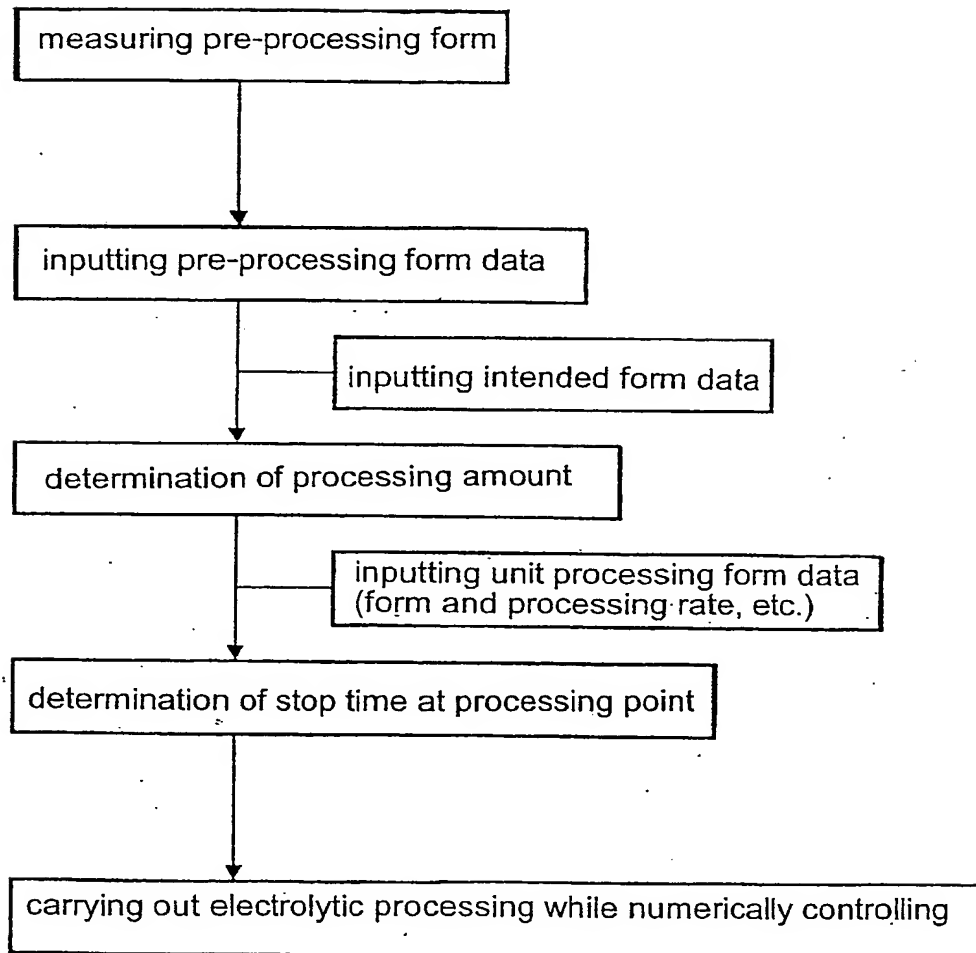 measuring pre-processing form
inputting pre-processing form data
inputting intended form data
determination of processing amount
inputting unit processing form data
(form and processing rate, etc.)
determination of stop time at processing point
carrying out electrolytic processing while numerically controlling